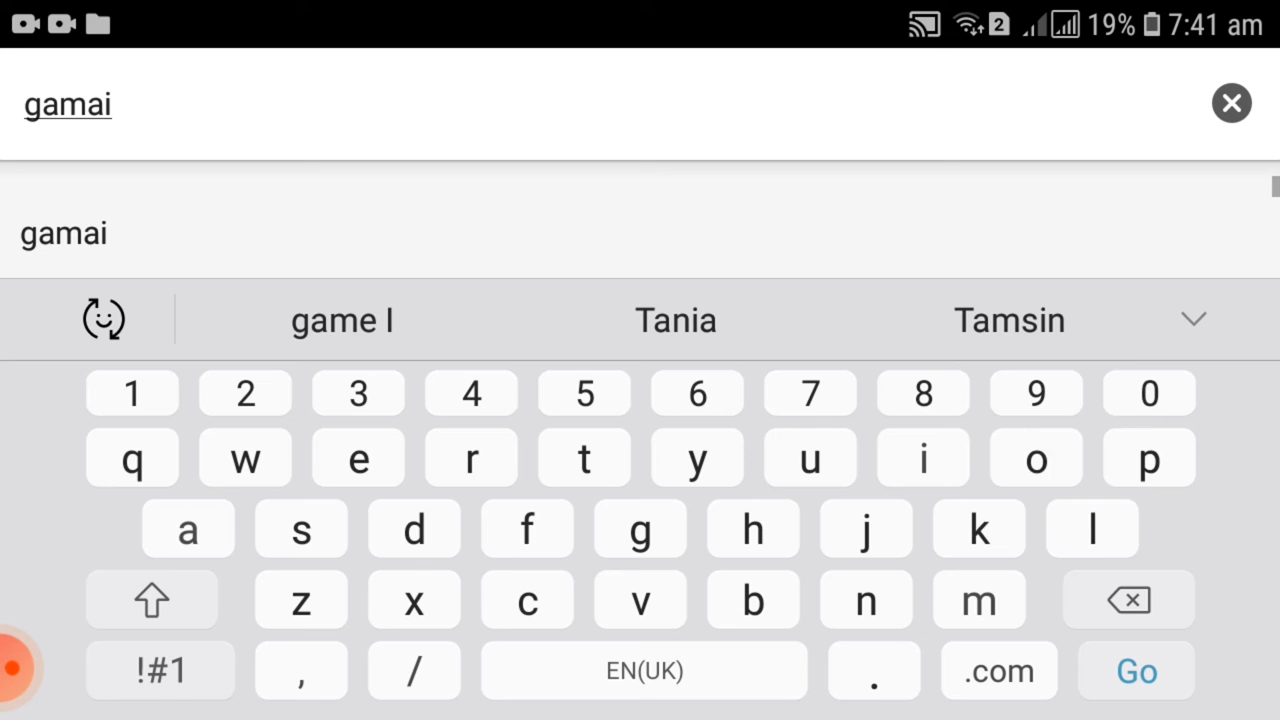 2 19% 7:41 am
gamai
gamai
game I Tania Tamsin
1 2 3 4 5 6 7 8 9 0
q w e r t y u i o p
a s d f g h j k l
z x c v b n m
!#1 , / EN(UK) . .com Go